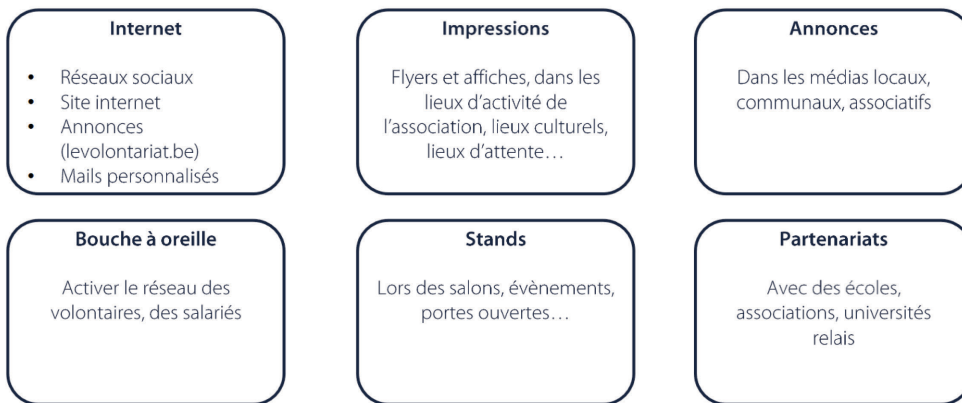 Internet
• Réseaux sociaux
• Site internet
• Annonces
(levolontariat.be)
• Mails personnalisés
Impressions
Flyers et affiches, dans les
lieux d'activité de
l'association, lieux culturels,
lieux d'attente…
Annonces
Dans les médias locaux,
communaux, associatifs
Bouche à oreille
Activer le réseau des
volontaires, des salariés
Stands
Lors des salons, évènements,
portes ouvertes…
Partenariats
Avec des écoles,
associations, universités
relais